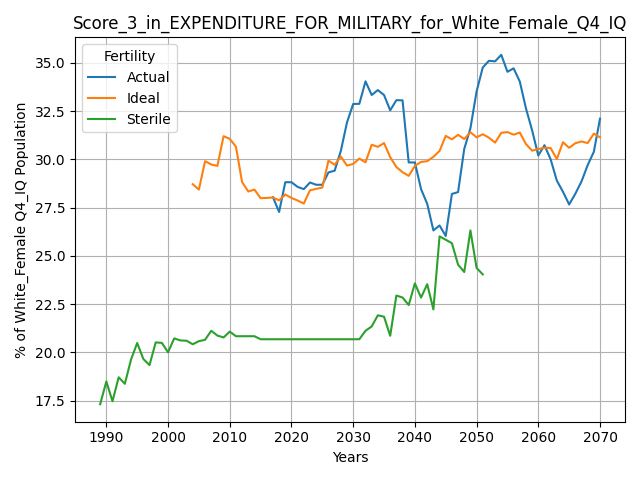 Score_3_in_EXPENDITURE_FOR_MILITARY_for_White_Female_Q4_IQ
Fertility
Actual
Ideal
Sterile
% of White_Female Q4_IQ Population
35.0
32.5
30.0
27.5
25.0
22.5
20.0
17.5
1990 2000 2010 2020 2030 2040 2050 2060 2070
Years